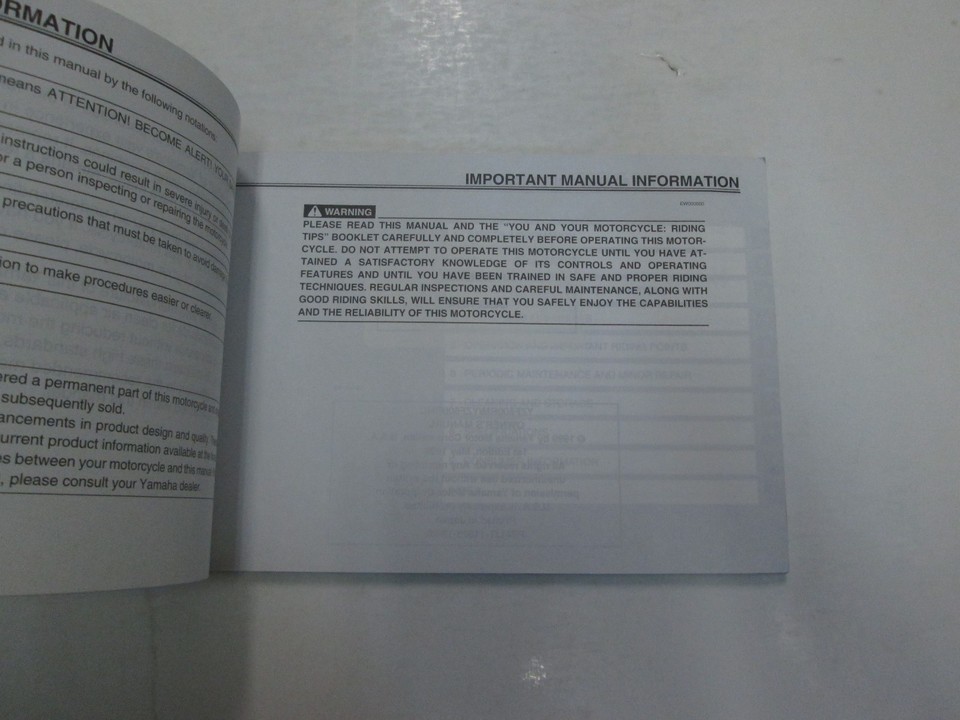 ORMATION
d in this manual by the following notations.
means ATTENTION! BECOME ALERT! YOUR
instructions could result in severe injury or
or a person inspecting or repairing the motorcycle.
precautions that must be taken to avoid damage
ion to make procedures easier or clearer.
ered a permanent part of this motorcycle and
subsequently sold.
ancements in product design and quality.
urrent product information available at the
es between your motorcycle and this manual.
, please consult your Yamaha dealer.
IMPORTANT MANUAL INFORMATION
WARNING
PLEASE READ THIS MANUAL AND THE “YOU AND YOUR MOTORCYCLE: RIDING
TIPS” BOOKLET CAREFULLY AND COMPLETELY BEFORE OPERATING THIS MOTOR-
CYCLE. DO NOT ATTEMPT TO OPERATE THIS MOTORCYCLE UNTIL YOU HAVE AT-
TAINED A SATISFACTORY KNOWLEDGE OF ITS CONTROLS AND OPERATING
FEATURES AND UNTIL YOU HAVE BEEN TRAINED IN SAFE AND PROPER RIDING
TECHNIQUES. REGULAR INSPECTIONS AND CAREFUL MAINTENANCE, ALONG WITH
GOOD RIDING SKILLS, WILL ENSURE THAT YOU SAFELY ENJOY THE CAPABILITIES
AND THE RELIABILITY OF THIS MOTORCYCLE.